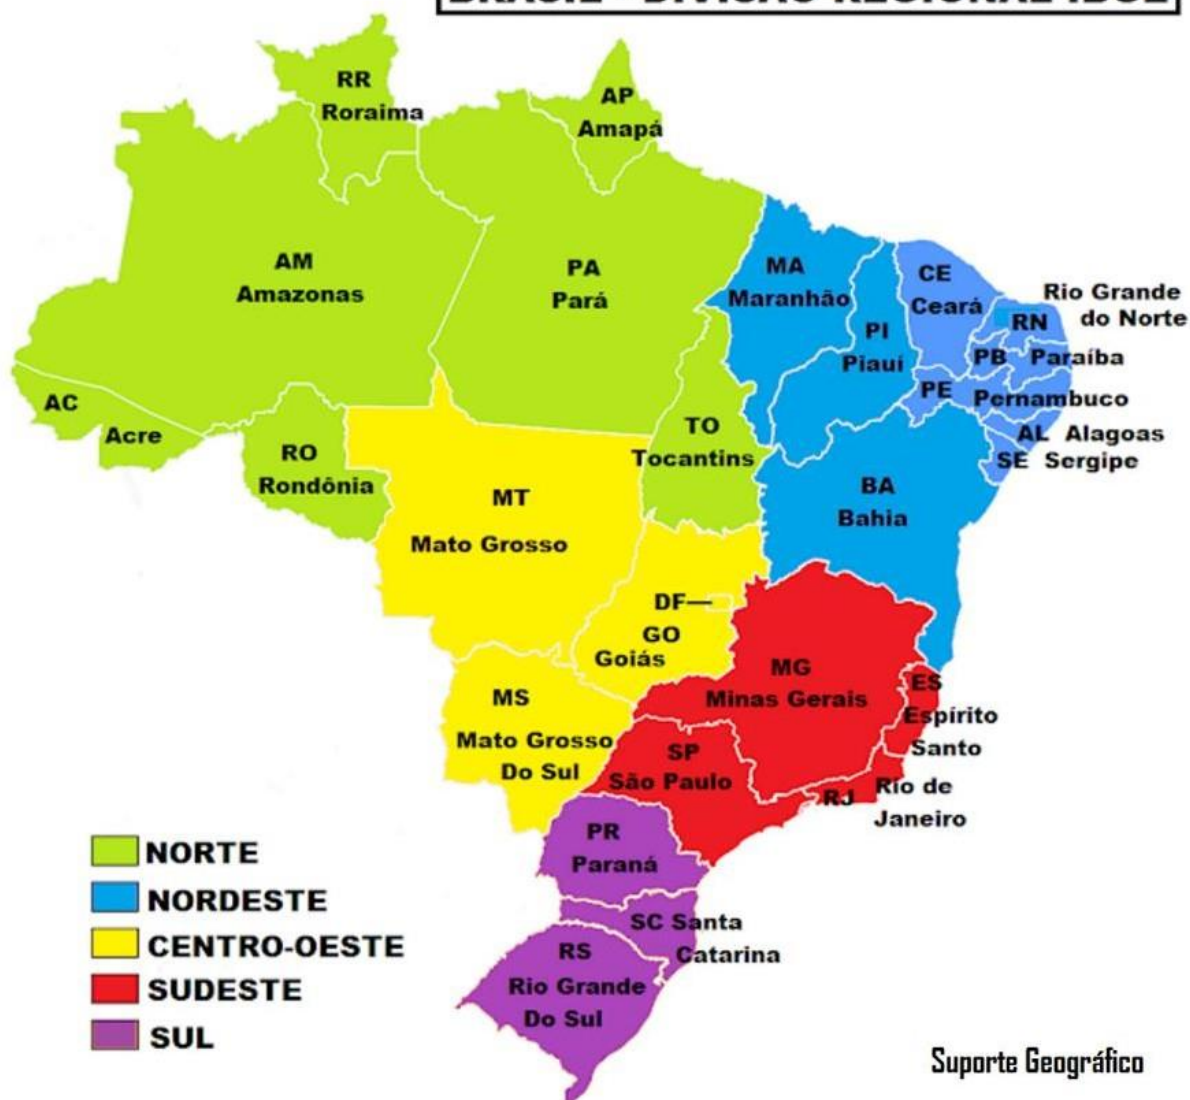 BRASIL - DIVISÃO REGIONAL IBGE
RR
Roraima
AP
Amapá
AM
Amazonas
PA
Pará
MA
Maranhão
CE
Ceará
Rio Grande
do Norte
RN
PI
Piauí
PB Paraíba
AC
Acre
PE Pernambuco
RO
Rondônia
TO
Tocantins
AL Alagoas
SE Sergipe
MT
Mato Grosso
BA
Bahia
DF
GO
Goiás
MS
Mato Grosso
Do Sul
MG
Minas Gerais
ES
Espírito
Santo
SP
São Paulo
RJ
Rio de
Janeiro
PR
Paraná
SC Santa
Catarina
RS
Rio Grande
Do Sul
NORTE
NORDESTE
CENTRO-OESTE
SUDESTE
SUL
Suporte Geográfico